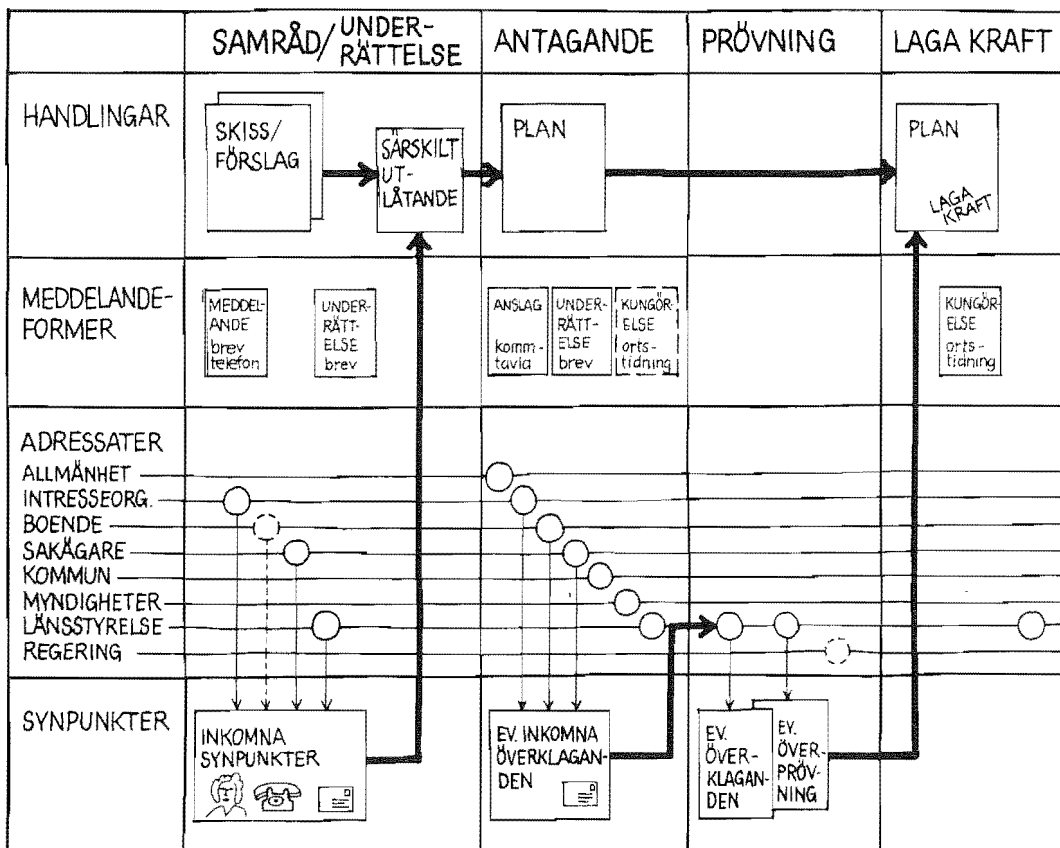 SAMRÅD/UNDER-
RÄTTELSE
ANTAGANDE
PRÖVNING
LAGA KRAFT
HANDLINGAR
SKISS/
FÖRSLAG
SÄRSKILT
UT-
LÅTANDE
PLAN
PLAN
LAGA
KRAFT
MEDDELANDE-
FORMER
MEDDEL-
ANDE
brev
telefon
UNDER-
RÄTT-
ELSE
brev
ANSLAG
komm-
tavla
UNDER-
RÄTT-
ELSE
brev
KUNGÖR-
ELSE
orts-
tidning
KUNGÖR-
ELSE
orts-
tidning
ADRESSATER
ALLMÄNHET
INTRESSEORG.
BOENDE
SAKÄGARE
KOMMUN
MYNDIGHETER
LÄNSSTYRELSE
REGERING
SYNPUNKTER
INKOMNA
SYNPUNKTER
EV. INKOMNA
ÖVERKLAGAN-
DEN
EV.
ÖVER-
KLAGAN-
DEN
EV.
ÖVER-
PRÖV-
NING